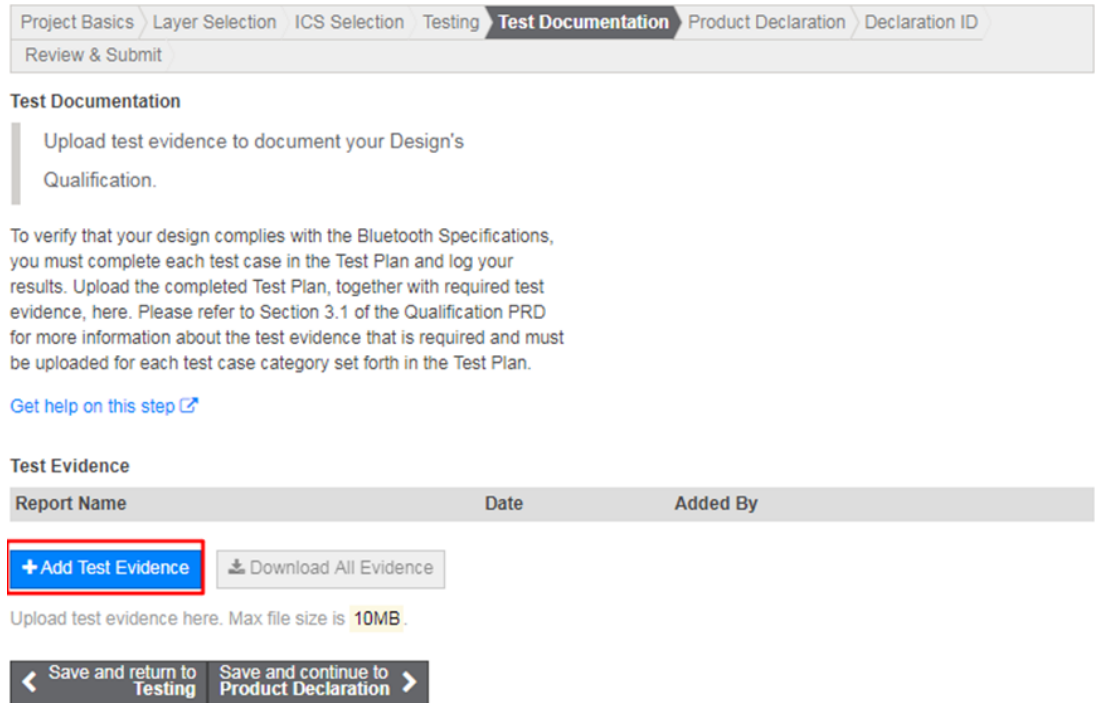 Project Basics Layer Selection ICS Selection Testing Test Documentation Product Declaration Declaration ID
Review & Submit
Test Documentation
Upload test evidence to document your Design's
Qualification.
To verify that your design complies with the Bluetooth Specifications,
you must complete each test case in the Test Plan and log your
results. Upload the completed Test Plan, together with required test
evidence, here. Please refer to Section 3.1 of the Qualification PRD
for more information about the test evidence that is required and must
be uploaded for each test case category set forth in the Test Plan.
Get help on this step
Test Evidence
Report Name Date Added By
+ Add Test Evidence Download All Evidence
Upload test evidence here. Max file size is 10MB.
Save and return to Save and continue to
Testing Product Declaration